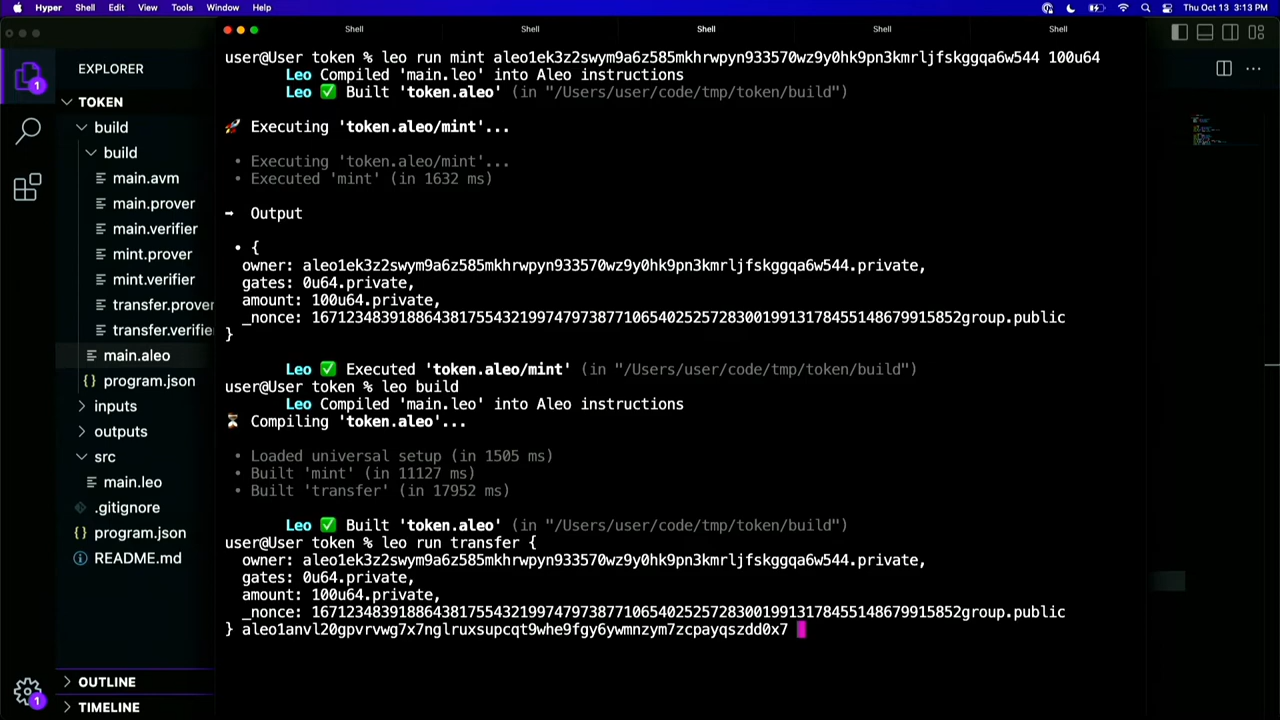 Hyper Shell Edit View Tools Window Help
Thu Oct 13 3:13 PM
Shell Shell Shell Shell Shell
EXPLORER
TOKEN
build
build
main.avm
main.prover
main.verifier
mint.prover
mint.verifier
transfer.prover
transfer.verifie
main.aleo
program.json
inputs
outputs
src
main.leo
.gitignore
program.json
README.md
OUTLINE
TIMELINE
1
1
user@User token % leo run mint aleo1ek3z2swym9a6z585mkhrwpyn933570wz9y0hk9pn3kmrljfskggqa6w544 100u64
Leo Compiled 'main.leo' into Aleo instructions
Leo ✅ Built 'token.aleo' (in "/Users/user/code/tmp/token/build")
🚀 Executing 'token.aleo/mint'...
• Executing 'token.aleo/mint'...
• Executed 'mint' (in 1632 ms)
➡ Output
• {
owner: aleo1ek3z2swym9a6z585mkhrwpyn933570wz9y0hk9pn3kmrljfskggqa6w544.private,
gates: 0u64.private,
amount: 100u64.private,
_nonce: 1671234839188643817554321997479738771065402525728300199131784551486799158​52group.public
}
Leo ✅ Executed 'token.aleo/mint' (in "/Users/user/code/tmp/token/build")
user@User token % leo build
Leo Compiled 'main.leo' into Aleo instructions
⏳ Compiling 'token.aleo'...
• Loaded universal setup (in 1505 ms)
• Built 'mint' (in 11127 ms)
• Built 'transfer' (in 17952 ms)
Leo ✅ Built 'token.aleo' (in "/Users/user/code/tmp/token/build")
user@User token % leo run transfer {
owner: aleo1ek3z2swym9a6z585mkhrwpyn933570wz9y0hk9pn3kmrljfskggqa6w544.private,
gates: 0u64.private,
amount: 100u64.private,
_nonce: 167123483918864381755432199747973877106540252572830019913178455148679915852group.public
} aleo1anvl20gpvrvwg7x7nglruxsupcqt9whe9fgy6ywmnzym7zcpayqszdd0x7